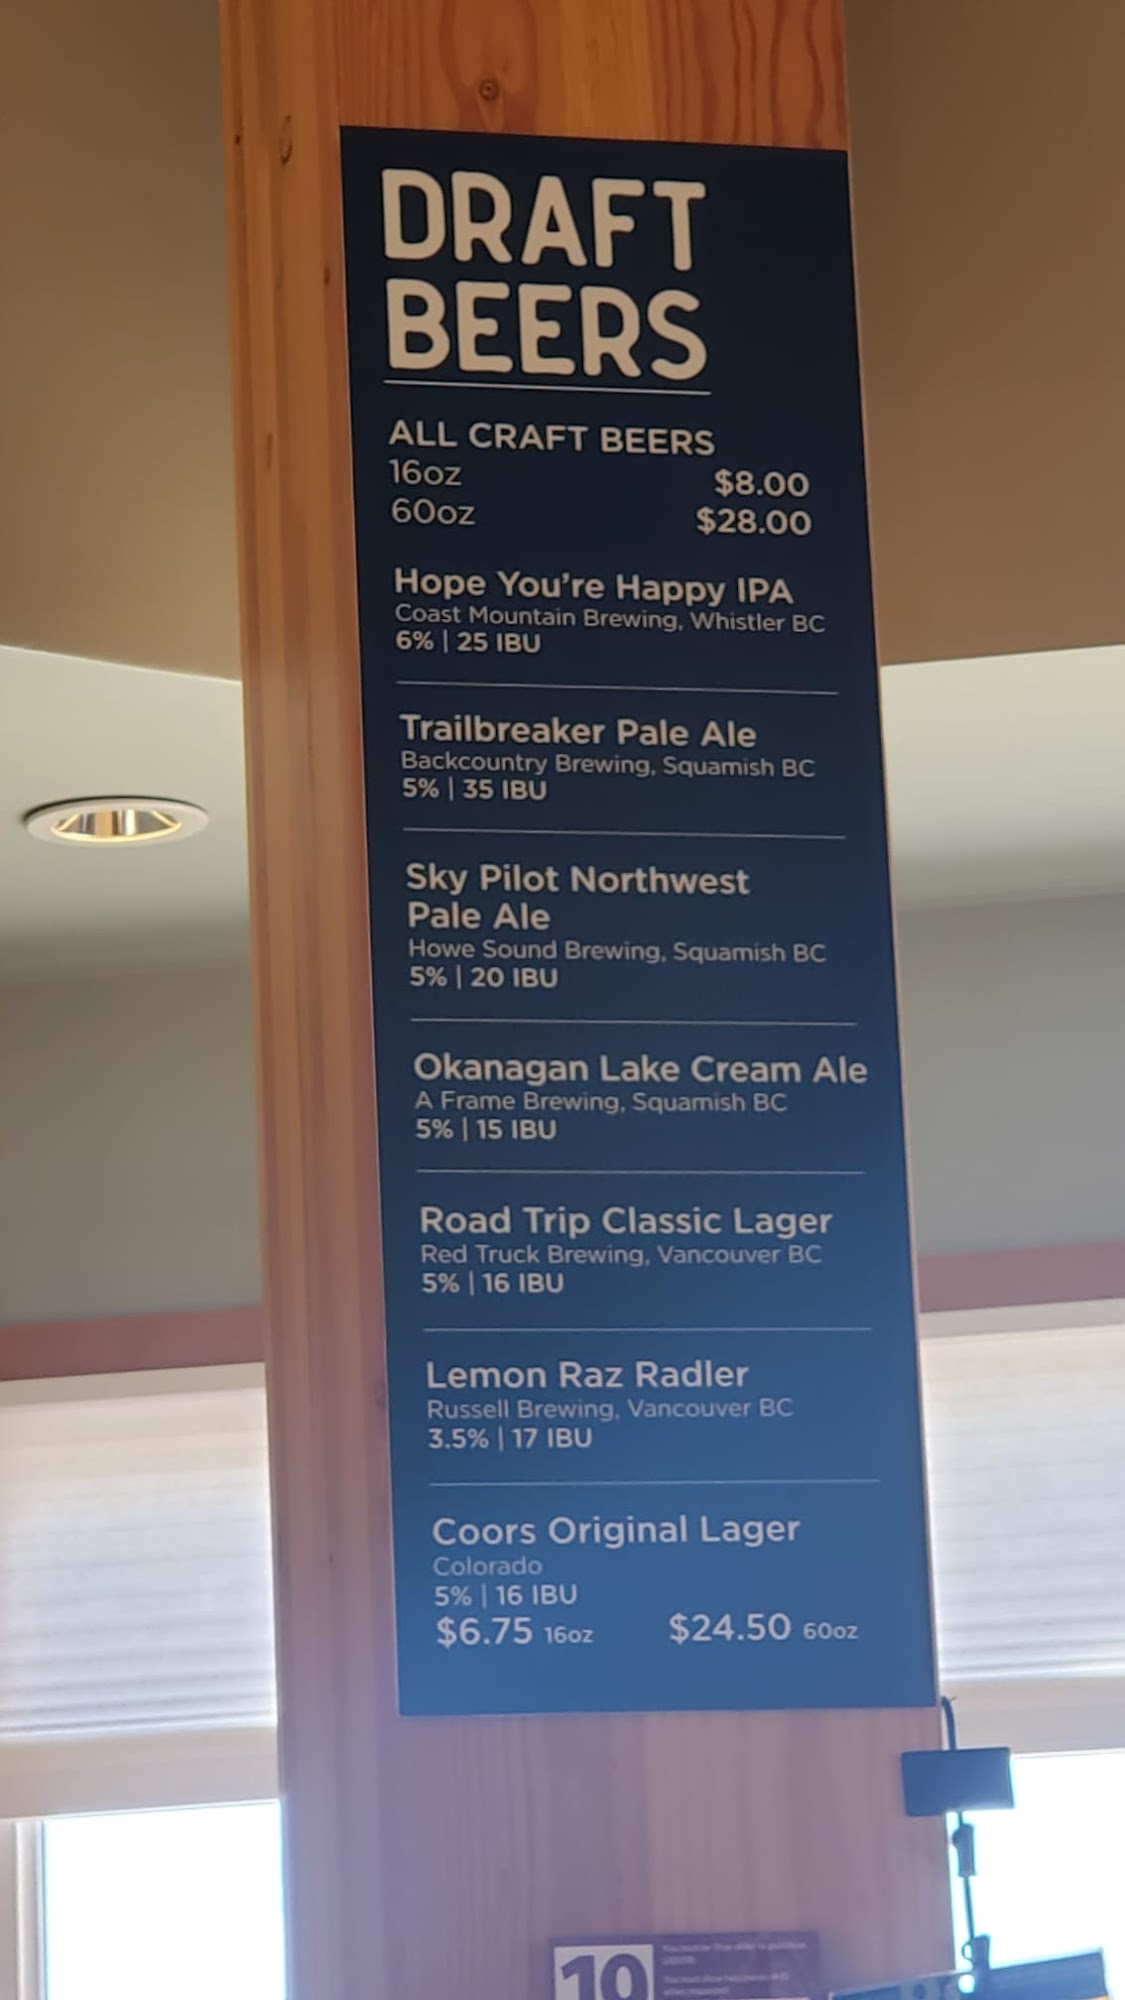 DRAFT
BEERS
ALL CRAFT BEERS
16oz $8.00
60oz $28.00
Hope You're Happy IPA
Coast Mountain Brewing, Whistler BC
6% | 25 IBU
Trailbreaker Pale Ale
Backcountry Brewing, Squamish BC
5% | 35 IBU
Sky Pilot Northwest
Pale Ale
Howe Sound Brewing, Squamish BC
5% | 20 IBU
Okanagan Lake Cream Ale
A Frame Brewing, Squamish BC
5% | 15 IBU
Road Trip Classic Lager
Red Truck Brewing, Vancouver BC
5% | 16 IBU
Lemon Raz Radler
Russell Brewing, Vancouver BC
3.5% | 17 IBU
Coors Original Lager
Colorado
5% | 16 IBU
$6.75 16oz $24.50 60oz